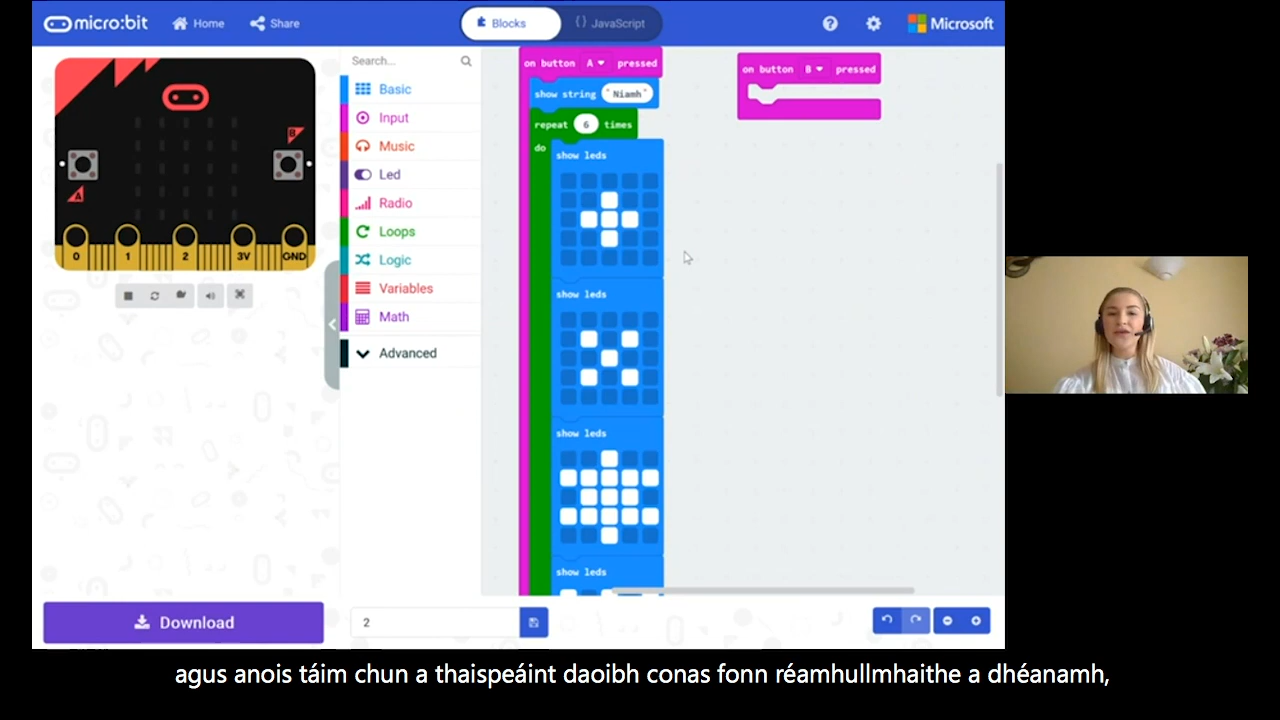 micro:bit
Home
Share
Blocks
{} JavaScript
?
Microsoft
B
A
0 1 2 3V GND
Search...
Basic
Input
Music
Led
Radio
Loops
Logic
Variables
Math
Advanced
on button A pressed
show string "Niamh"
repeat 6 times
do
show leds
show leds
show leds
show leds
on button B pressed
Download
2
agus anois táim chun a thaispeáint daoibh conas fonn réamhullmhaithe a dhéanamh,